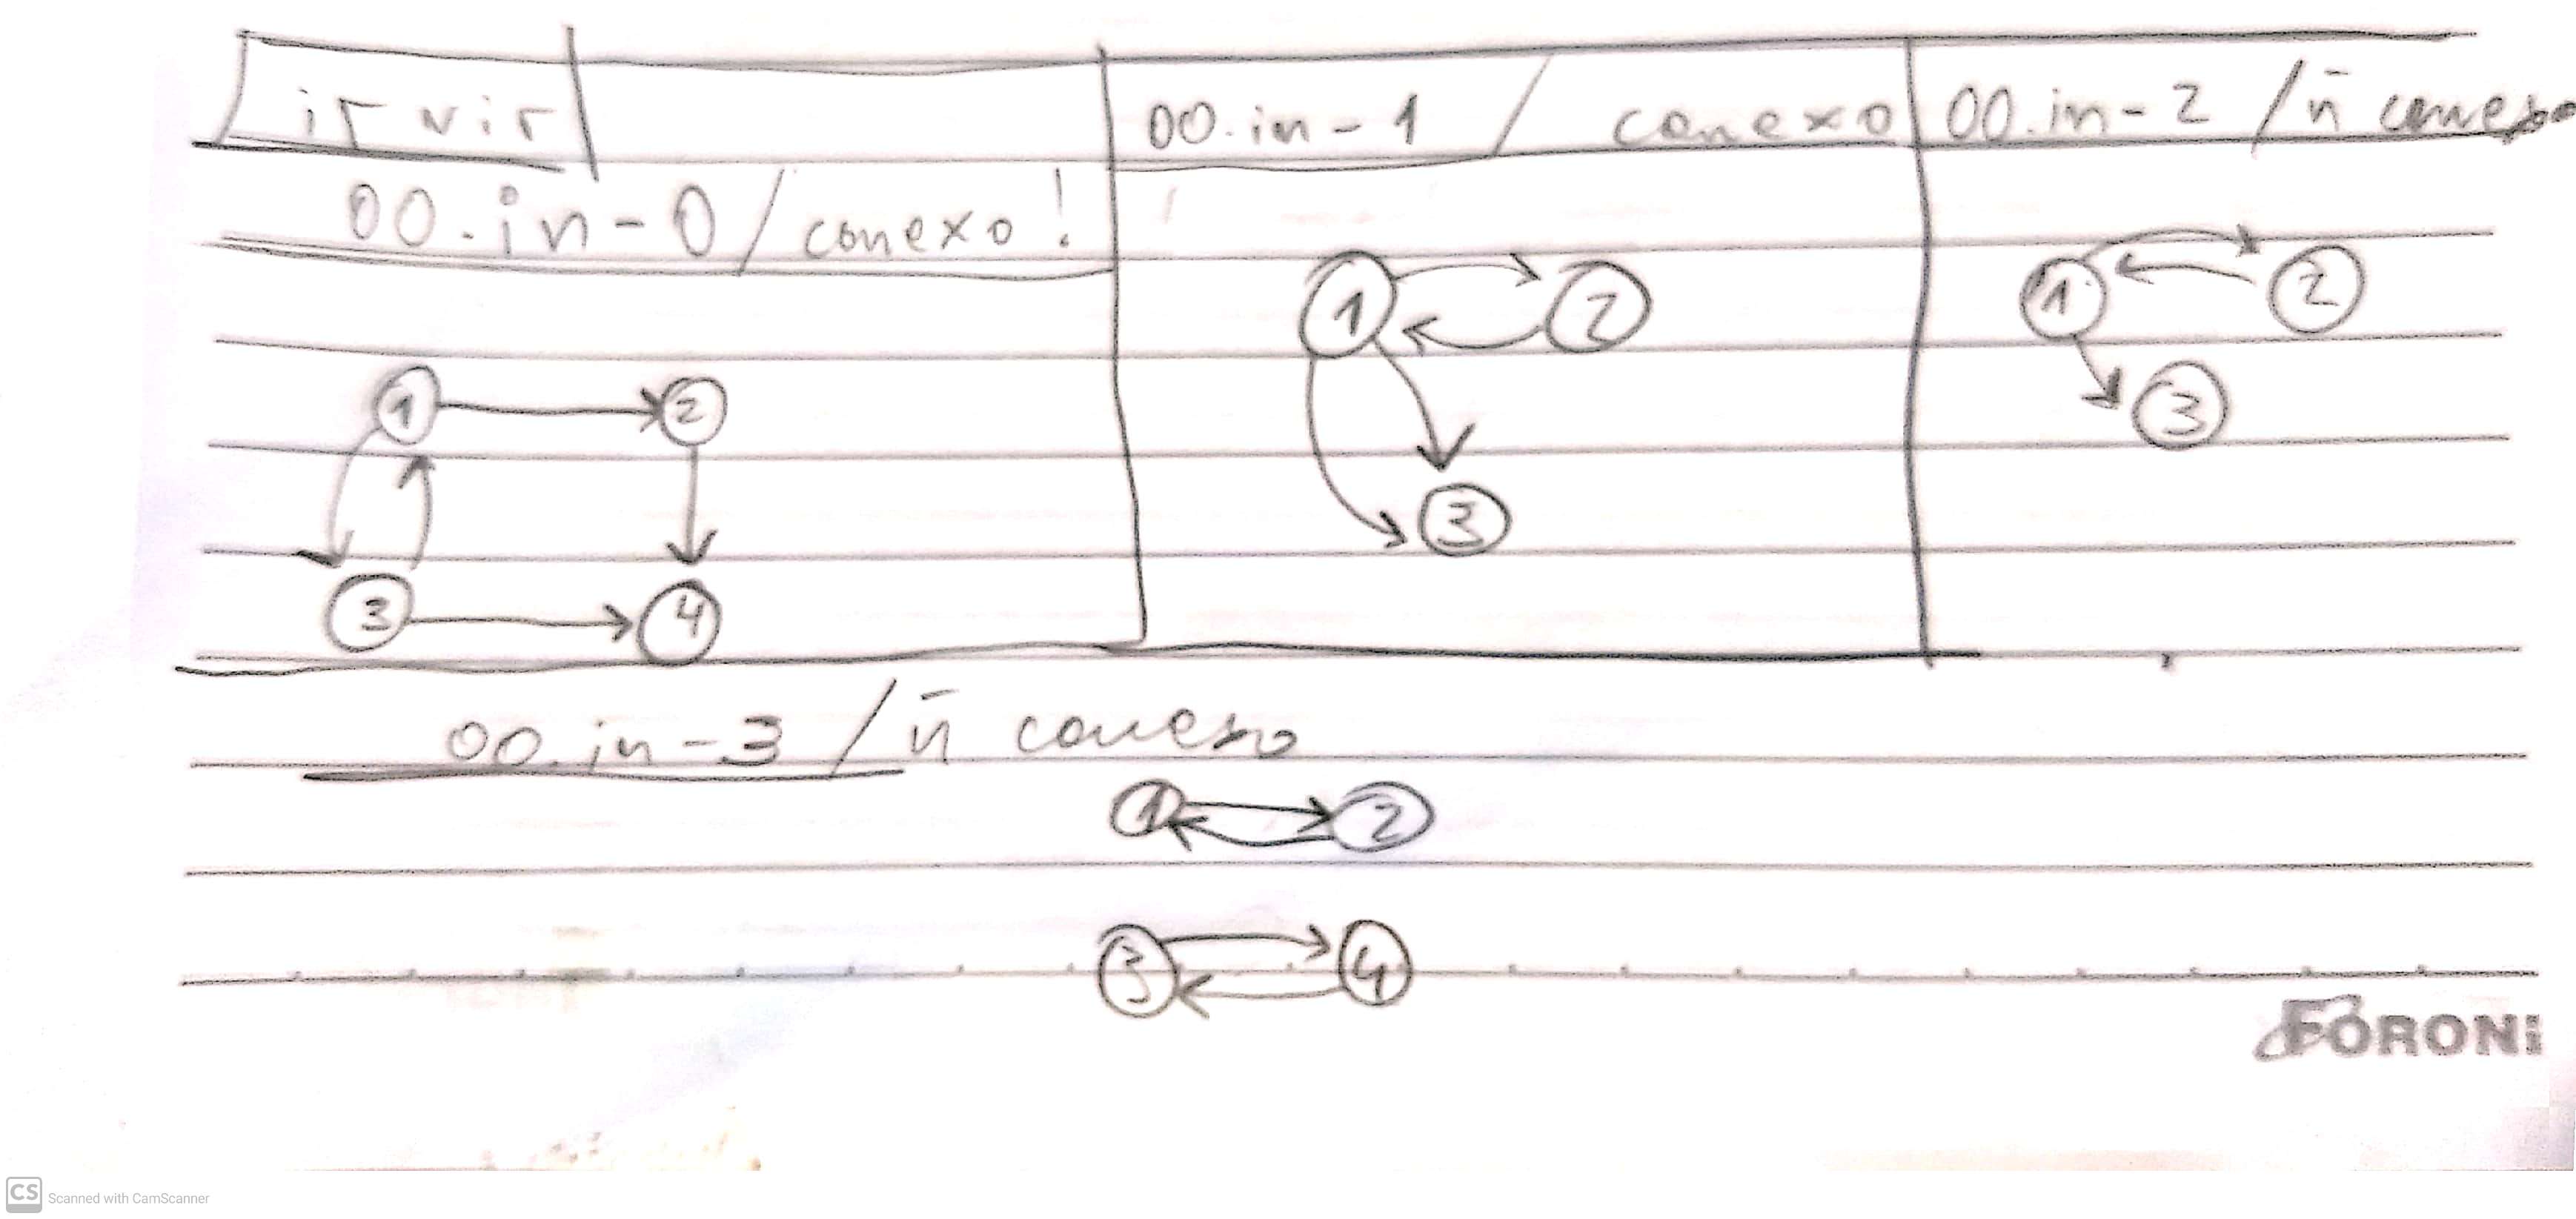 ir vir
00.in-0/conexo!
1 2
3 4
00.in-1 / conexo
1 2
3
00.in-2 /n̄ conexo
1 2
3
00.in-3 /n̄ conexo
1 2
3 4
FORONI
CS Scanned with CamScanner